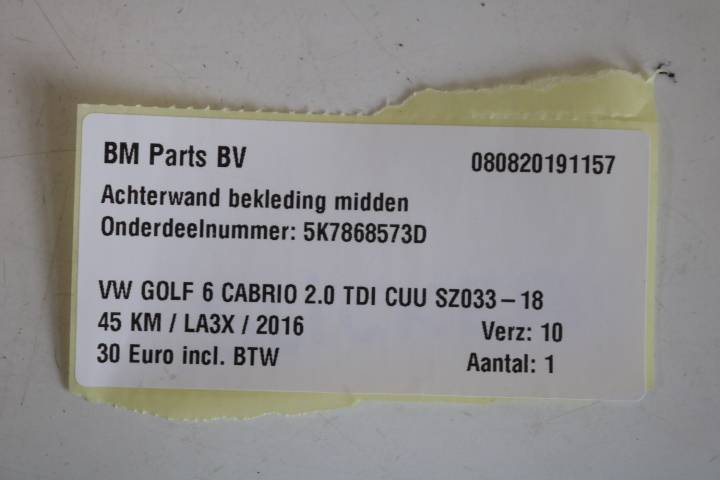 BM Parts BV 080820191157
Achterwand bekleding midden
Onderdeelnummer: 5K7868573D
VW GOLF 6 CABRIO 2.0 TDI CUU SZ033-18
45 KM / LA3X / 2016 Verz: 10
30 Euro incl. BTW Aantal: 1